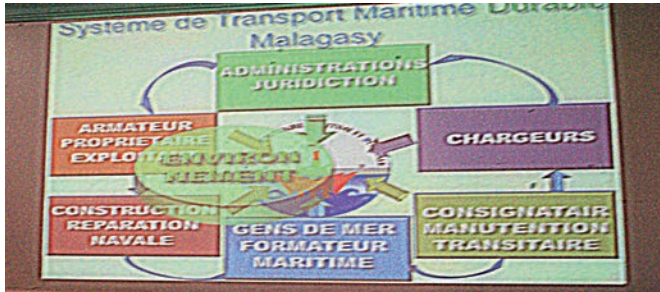 Système de Transport Maritime Durable
Malagasy
ADMINISTRATIONS
JURIDICTION
ARMATEUR
PROPRIETAIRE
EXPLOIT
CHARGEURS
ENVIRON
NEMENT
CONSTRUCTION
REPARATION
NAVALE
GENS DE MER
FORMATEUR
MARITIME
CONSIGNATAIR
MANUTENTION
TRANSITAIRE